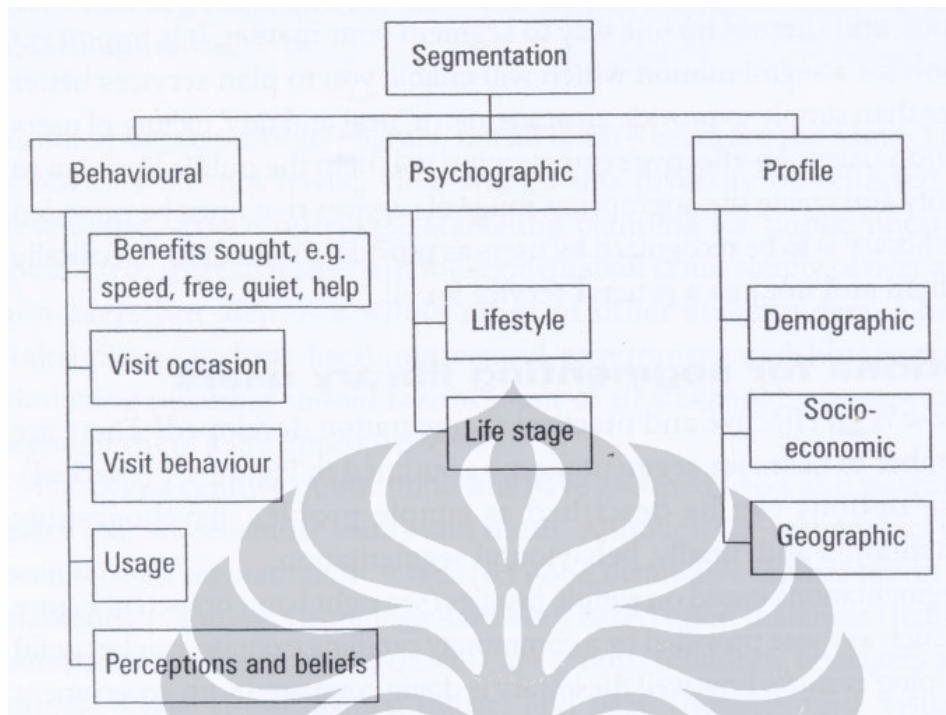 Segmentation
Behavioural
Psychographic
Profile
Benefits sought, e.g.
speed, free, quiet, help
Lifestyle
Demographic
Visit occasion
Socio-
economic
Life stage
Visit behaviour
Geographic
Usage
Perceptions and beliefs